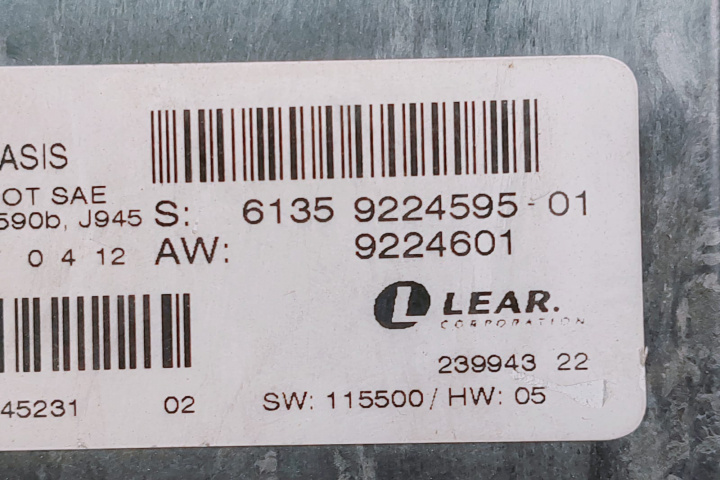 ASIS
OT SAE
590b, J945
0 4 12
S: 6135 9224595-01
AW: 9224601
LEAR.
CORPORATION
239943 22
45231 02
SW: 115500/ HW: 05